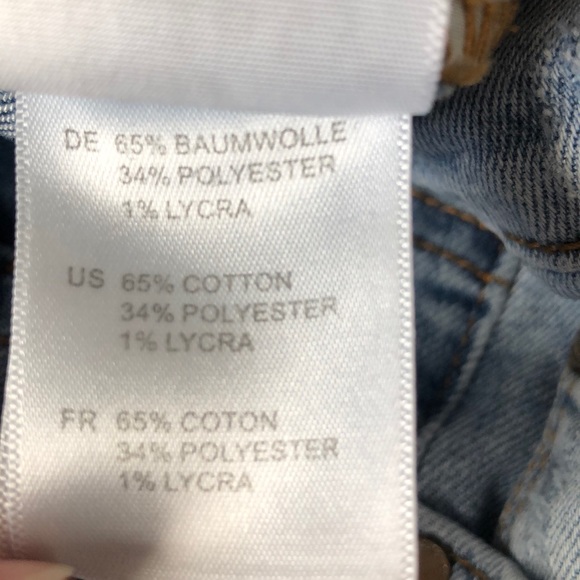 DE 65% BAUMWOLLE
34% POLYESTER
1% LYCRA
US 65% COTTON
34% POLYESTER
1% LYCRA
FR 65% COTON
34% POLYESTER
1% LYCRA